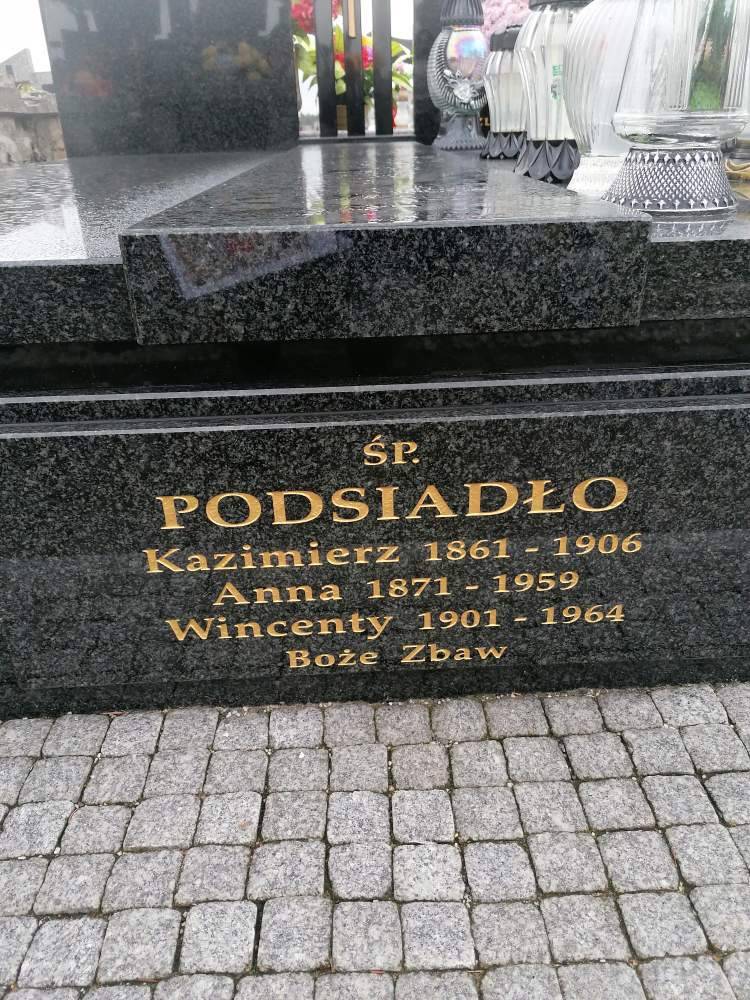 ŚP.
PODSIADŁO
Kazimierz 1861 - 1906
Anna 1871 - 1959
Wincenty 1901 - 1964
Boże Zbaw